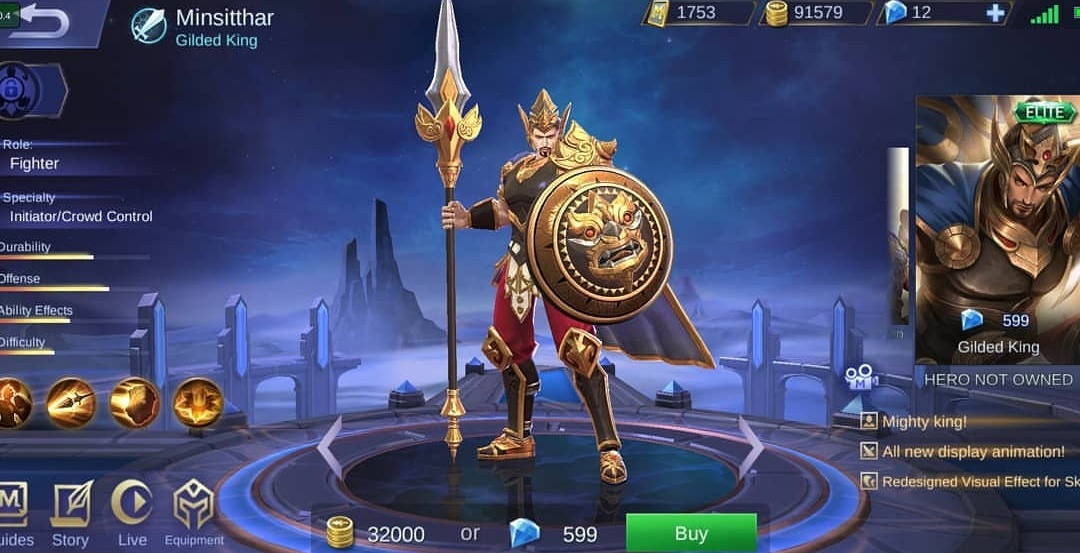 0.4
Minsitthar
Gilded King
1753
91579
12
Role:
Fighter
Specialty
Initiator/Crowd Control
Durability
Offense
Ability Effects
Difficulty
ELITE
599
Gilded King
HERO NOT OWNED
Mighty king!
All new display animation!
Redesigned Visual Effect for Sk
uides
Story
Live
Equipment
32000 or 599
Buy